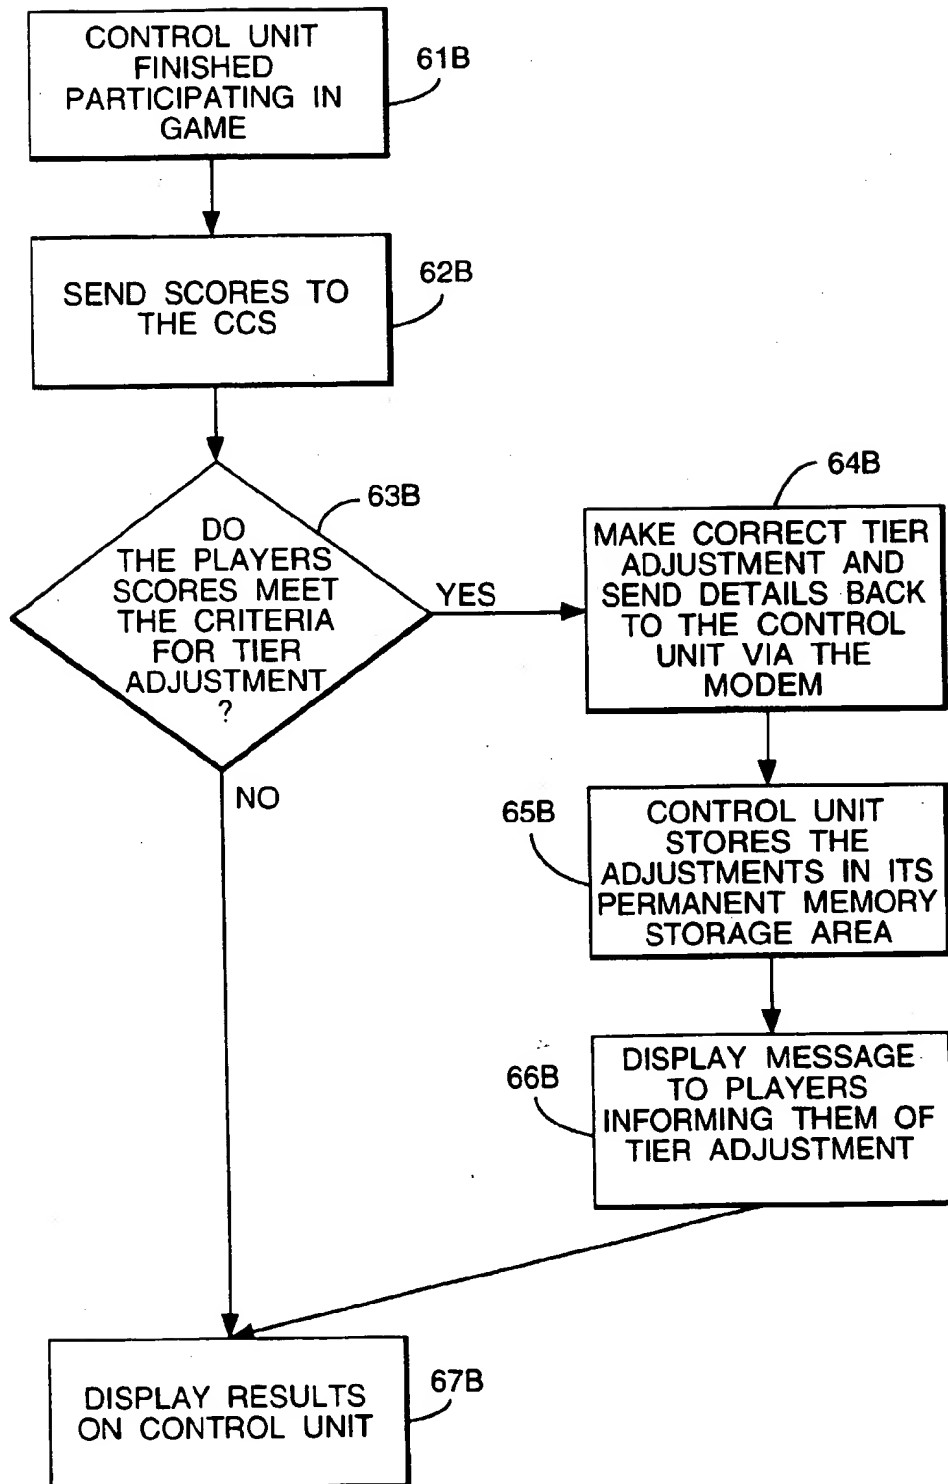 CONTROL UNIT
FINISHED
PARTICIPATING IN
GAME
61B
SEND SCORES TO
THE CCS
62B
DO
THE PLAYERS
SCORES MEET
THE CRITERIA
FOR TIER
ADJUSTMENT
?
63B
YES
NO
MAKE CORRECT TIER
ADJUSTMENT AND
SEND DETAILS BACK
TO THE CONTROL
UNIT VIA THE
MODEM
64B
CONTROL UNIT
STORES THE
ADJUSTMENTS IN ITS
PERMANENT MEMORY
STORAGE AREA
65B
DISPLAY MESSAGE
TO PLAYERS
INFORMING THEM OF
TIER ADJUSTMENT
66B
DISPLAY RESULTS
ON CONTROL UNIT
67B